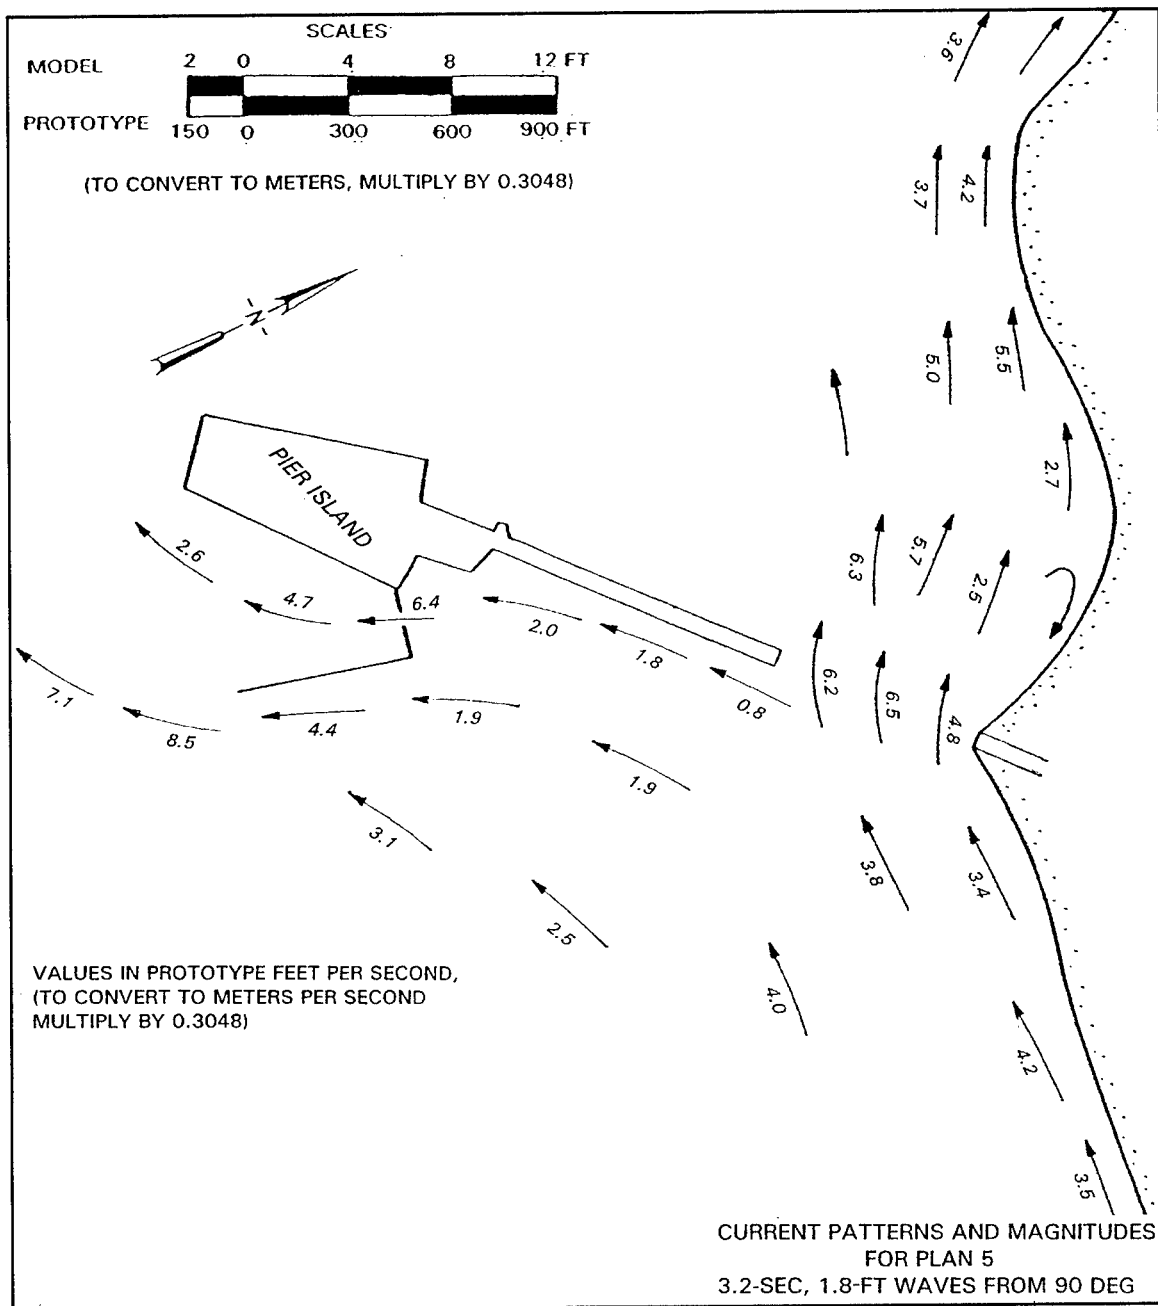 SCALES
MODEL
2 0 4 8 12 FT
PROTOTYPE
150 0 300 600 900 FT
(TO CONVERT TO METERS, MULTIPLY BY 0.3048)
-N-
PIER ISLAND
3.6
3.7
4.2
5.0
5.5
2.7
6.3
5.7
2.5
2.6
4.7
6.4
2.0
1.8
0.8
6.2
6.5
4.8
7.1
8.5
4.4
1.9
1.9
3.1
3.8
3.4
2.5
4.0
4.2
3.5
VALUES IN PROTOTYPE FEET PER SECOND,
(TO CONVERT TO METERS PER SECOND
MULTIPLY BY 0.3048)
CURRENT PATTERNS AND MAGNITUDES
FOR PLAN 5
3.2-SEC, 1.8-FT WAVES FROM 90 DEG